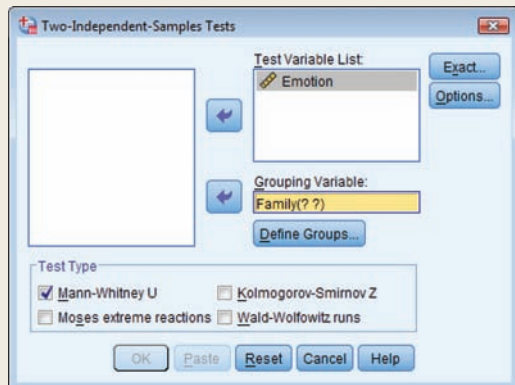 Two-Independent-Samples Tests
Test Variable List:
Emotion
Exact...
Options...
Grouping Variable:
Family(? ?)
Define Groups...
Test Type
Mann-Whitney U
Kolmogorov-Smirnov Z
Moses extreme reactions
Wald-Wolfowitz runs
OK
Paste
Reset
Cancel
Help